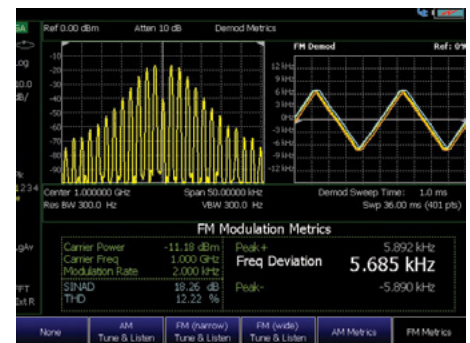 Ref 0.00 dBm Atten 10 dB Demod Metrics
FM Demod Ref: 0
Log
10.0
dB/
-10
-20
-30
-40
-50
-60
-70
-80
-90
12 kHz
9 kHz
6 kHz
3 kHz
-3 kHz
-6 kHz
-9 kHz
-12 kHz
1234
Center 1.000000 GHz Span 50.00000 kHz Demod Sweep Time: 1.0 ms
Res BW 300.0 Hz VBW 300.0 Hz Swp 36.00 ms (401 pts)
FM Modulation Metrics
LgAv
Carrier Power -11.18 dBm Peak+ 5.892 kHz
Carrier Freq 1.000 GHz Freq Deviation 5.685 kHz
Modulation Rate 2.000 kHz
SINAD 18.26 dB Peak- -5.890 kHz
THD 12.22 %
FFT
Ext R
None
AM Tune & Listen
FM (narrow) Tune & Listen
FM (wide) Tune & Listen
AM Metrics
FM Metrics